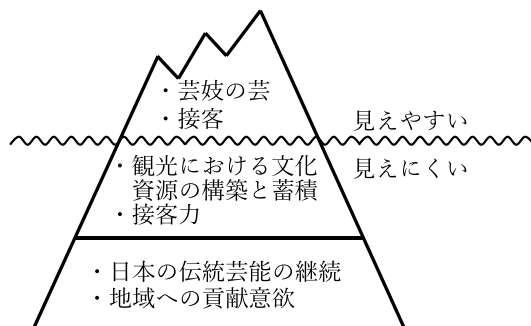 ・芸妓の芸
・接客
見えやすい
見えにくい
・観光における文化
資源の構築と蓄積
・接客力
・日本の伝統芸能の継続
・地域への貢献意欲